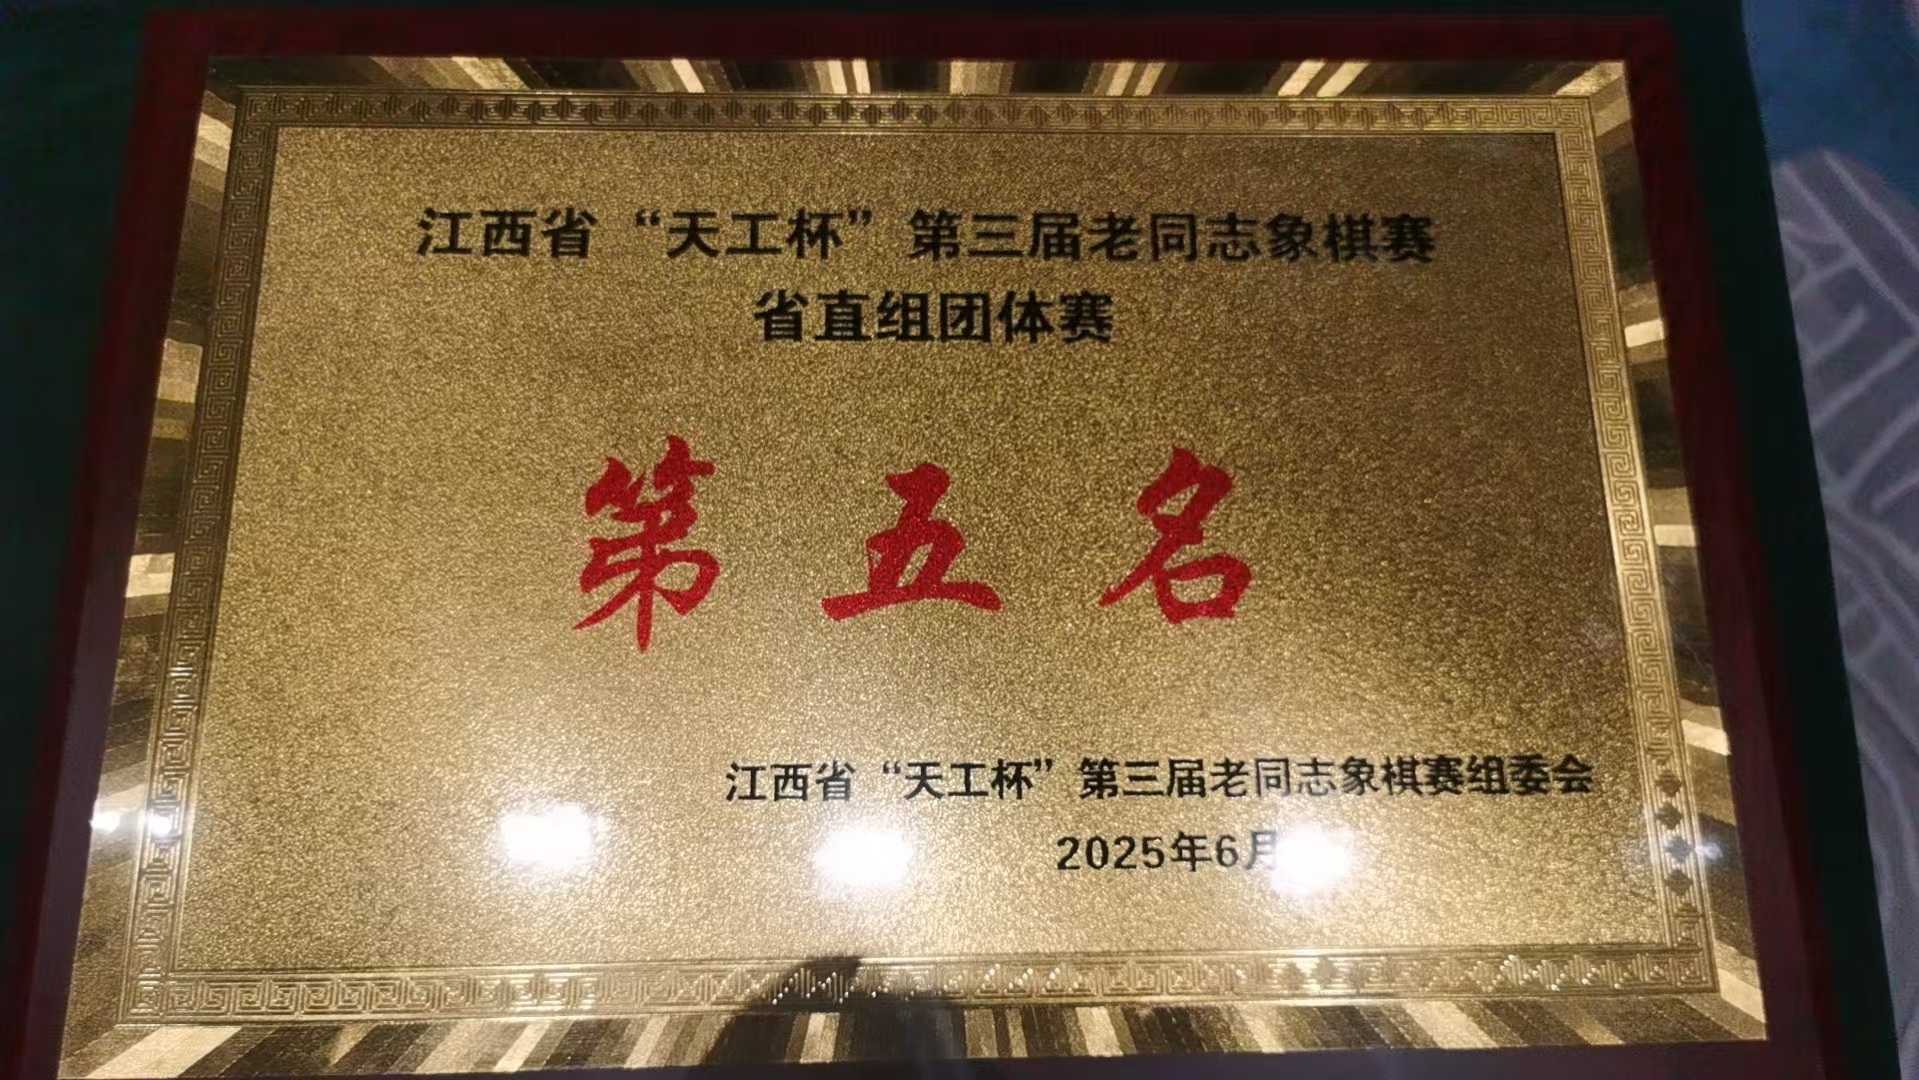 江西省“天工杯”第三届老同志象棋赛
省直组团体赛
第五名
江西省“天工杯”第三届老同志象棋赛组委会
2025年6月